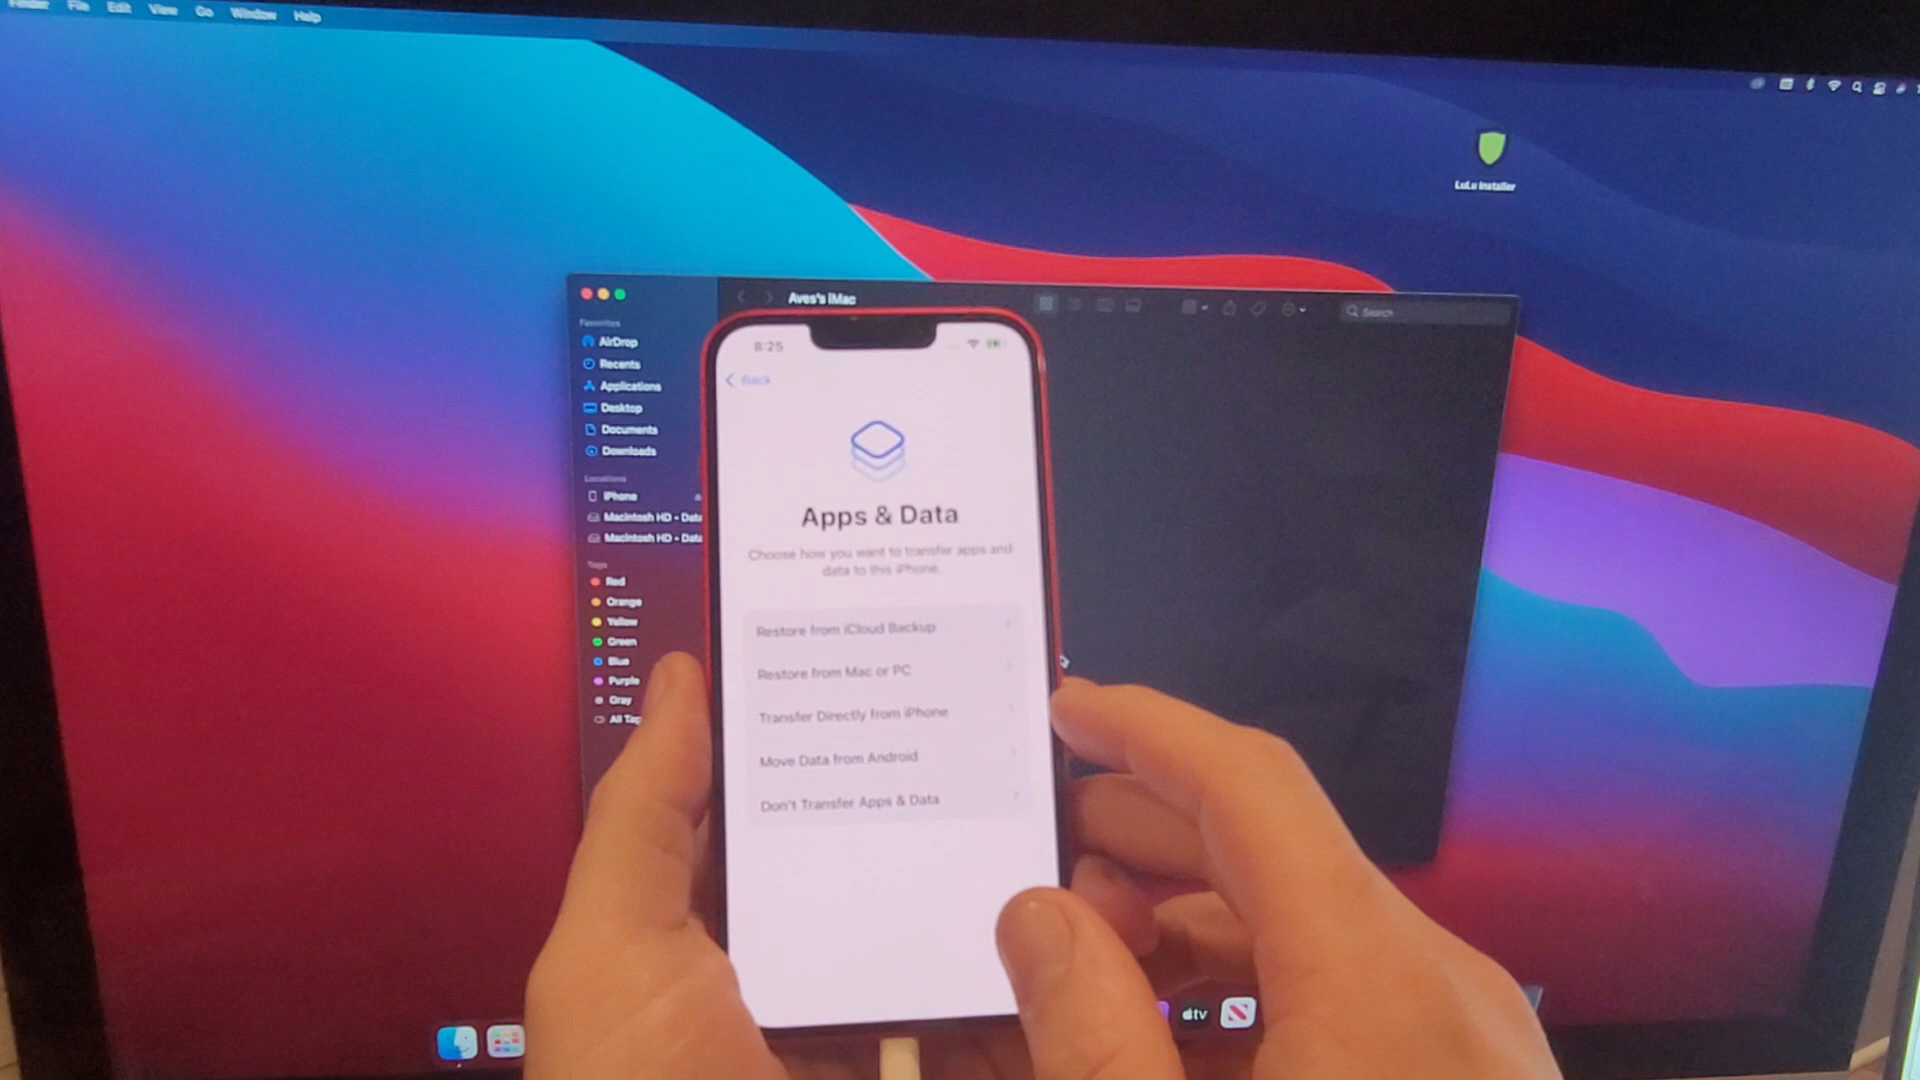 Finder File Edit View Go Window Help
LuLu Installer
Aves's iMac
Search
Favorites
AirDrop
Recents
Applications
Desktop
Documents
Downloads
Locations
iPhone
Macintosh HD - Data
Macintosh HD - Data
Tags
Red
Orange
Yellow
Green
Blue
Purple
Gray
All Tag
8:25
Back
Apps & Data
Choose how you want to transfer apps and
data to this iPhone.
Restore from iCloud Backup
Restore from Mac or PC
Transfer Directly from iPhone
Move Data from Android
Don't Transfer Apps & Data
tv